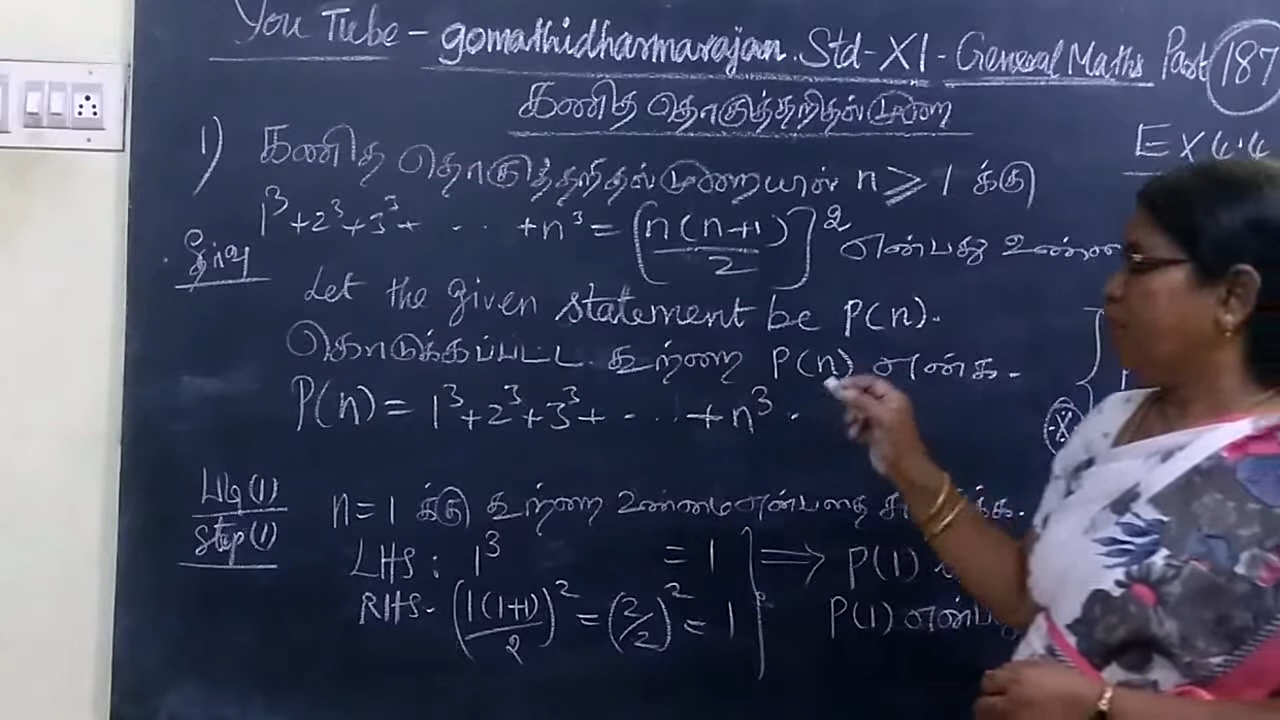 You Tube - gomathidharmarajan. Std - XI - General Maths Part 187
கணித தொகுத்தறிதல் முறை
Ex 4.4
1) கணித தொகுத்தறிதல் முறையால் n ⩾ 1 க்கு
1³+2³+3³+ ... +n³ = [n(n+1)/2]² என்பது
தீர்வு
Let the given statement be P(n).
கொடுக்கப்பட்ட கூற்றை P(n) என்க.
P(n) = 1³+2³+3³+ ... +n³.
படி (1)
Step (1)
n=1 க்கு கூற்றை உண்மை என்பதை
LHS : 1³ = 1 ⟹ P(1)
RHS - (1(1+1)/2)² = (2/2)² = 1 P(1) என்பது